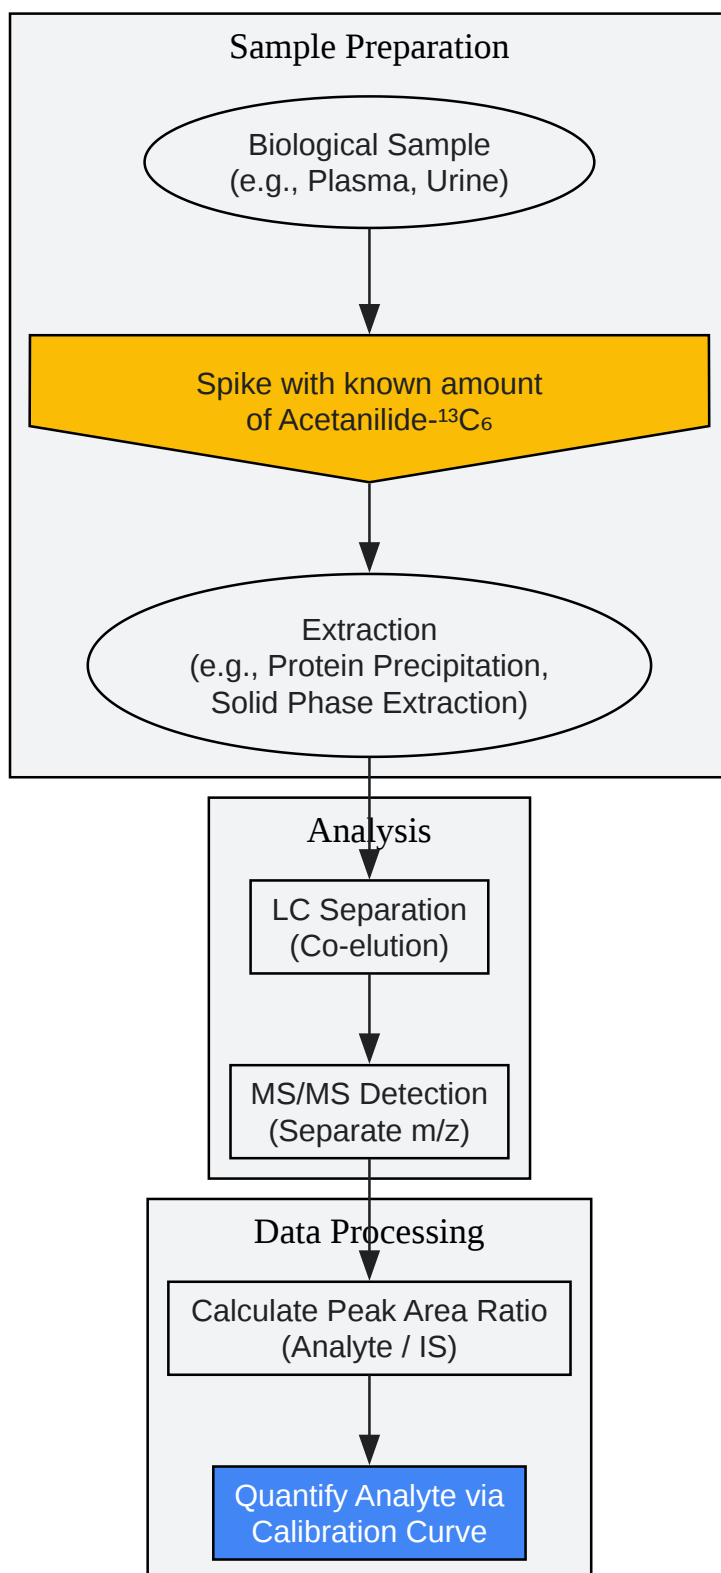 Sample Preparation
Biological Sample
(e.g., Plasma, Urine)
Spike with known amount
of Acetanilide-¹³C₆
Extraction
(e.g., Protein Precipitation,
Solid Phase Extraction)
Analysis
LC Separation
(Co-elution)
MS/MS Detection
(Separate m/z)
Data Processing
Calculate Peak Area Ratio
(Analyte / IS)
Quantify Analyte via
Calibration Curve